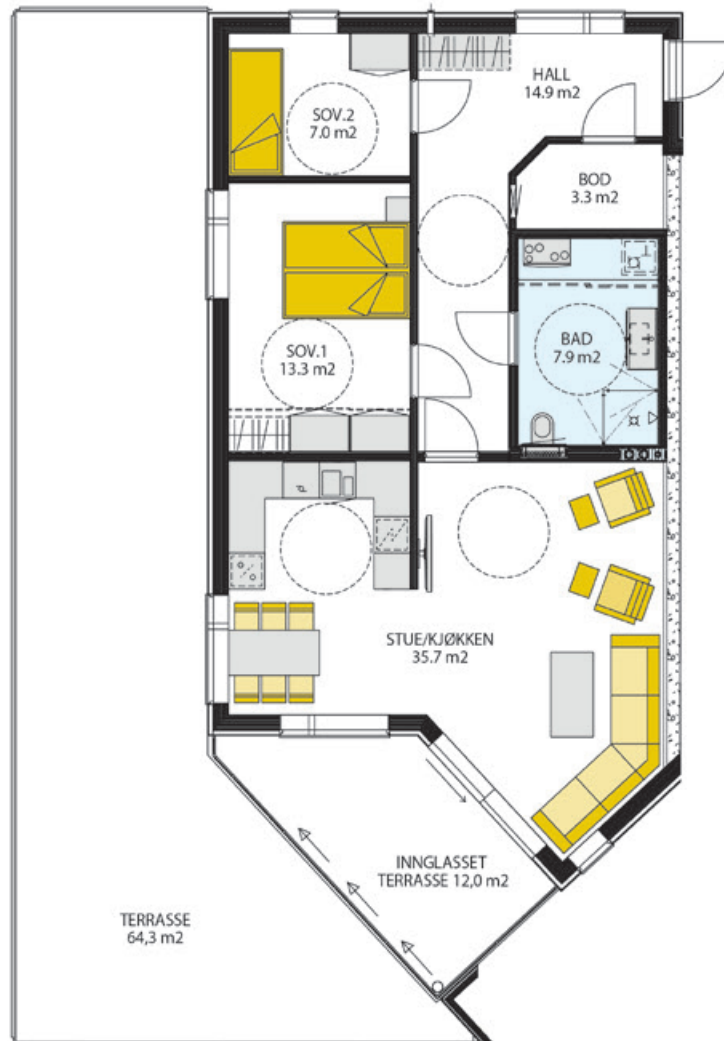 HALL
14.9 m2
SOV.2
7.0 m2
BOD
3.3 m2
BAD
7.9 m2
SOV.1
13.3 m2
STUE/KJØKKEN
35.7 m2
INNGLASSET
TERRASSE 12,0 m2
TERRASSE
64,3 m2